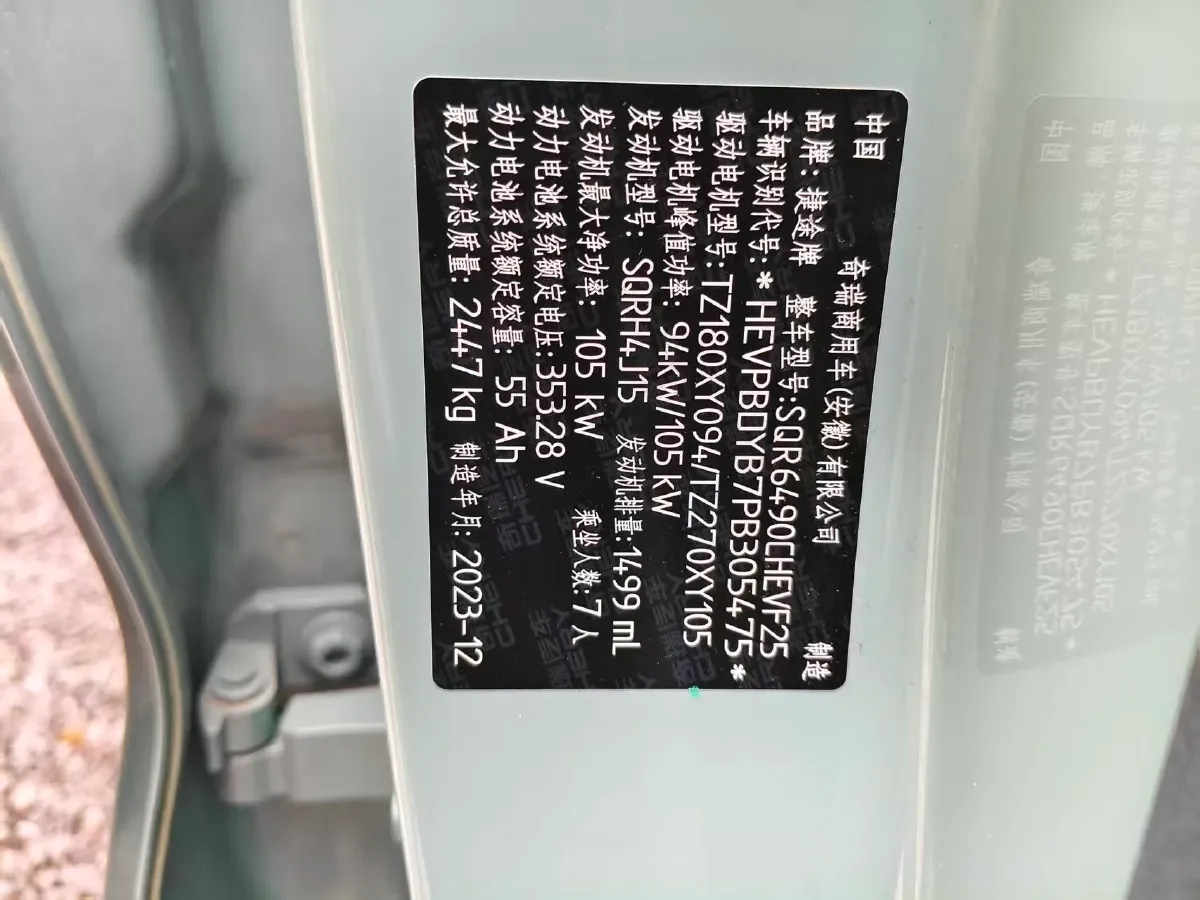 中国 奇瑞商用车(安徽)有限公司 制造
品牌: 捷途牌 整车型号:SQR6490CHEVF25
车辆识别代号: *HEVPBDYB7PB305475*
驱动电机型号:TZ180XY094/TZ270XY105
驱动电机峰值功率: 94kW/105 kW
发动机型号: SQRH4J15 发动机排量:1499 ml
发动机最大净功率: 105 kW 乘坐人数:7人
动力电池系统额定电压:353.28 V
动力电池系统额定容量: 55 Ah
最大允许总质量: 2447 kg 制造年月: 2023-12